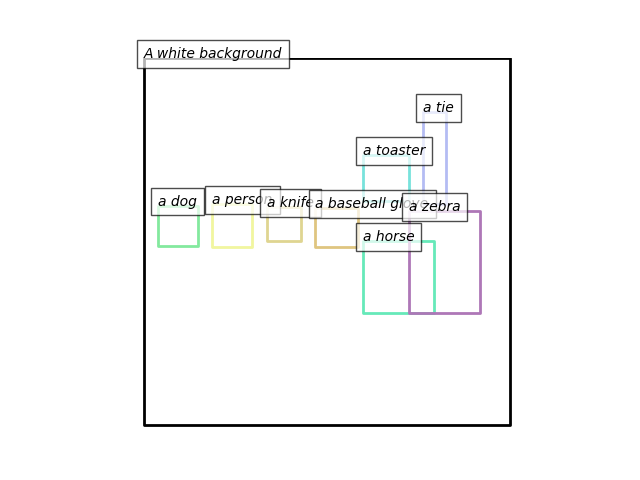 A white background
a tie
a toaster
a dog
a person
a knife
a baseball glove
a zebra
a horse